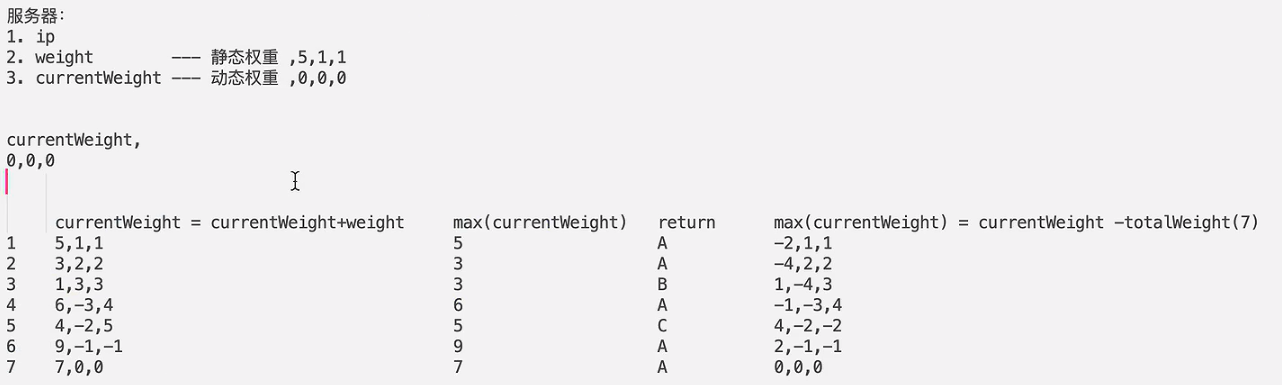 服务器：
1. ip
2. weight        --- 静态权重 ,5,1,1
3. currentWeight --- 动态权重 ,0,0,0
currentWeight,
0,0,0
currentWeight = currentWeight+weight     max(currentWeight)   return      max(currentWeight) = currentWeight -totalWeight(7)
1    5,1,1    5    A    -2,1,1
2    3,2,2    3    A    -4,2,2
3    1,3,3    3    B    1,-4,3
4    6,-3,4    6    A    -1,-3,4
5    4,-2,5    5    C    4,-2,-2
6    9,-1,-1    9    A    2,-1,-1
7    7,0,0    7    A    0,0,0